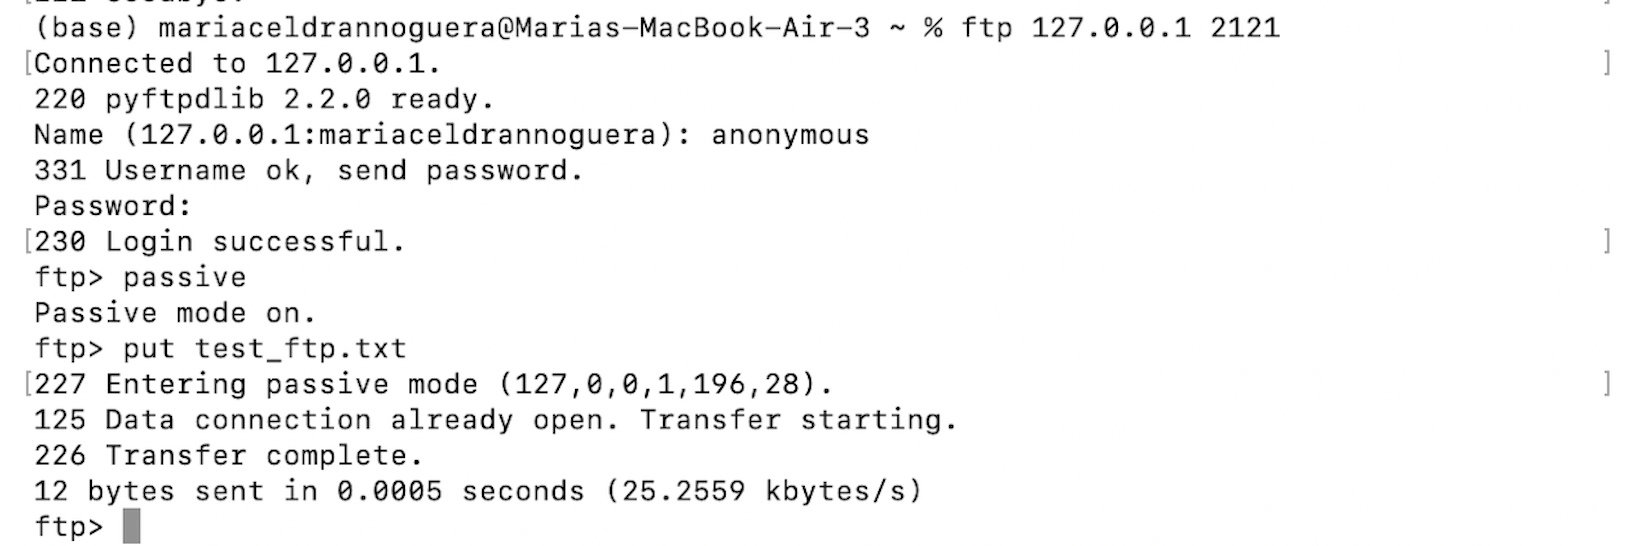 (base) mariaceldrannoguera@Marias-MacBook-Air-3 ~ % ftp 127.0.0.1 2121
[Connected to 127.0.0.1. ]
220 pyftpdlib 2.2.0 ready.
Name (127.0.0.1:mariaceldrannoguera): anonymous
331 Username ok, send password.
Password:
[230 Login successful. ]
ftp> passive
Passive mode on.
ftp> put test_ftp.txt
[227 Entering passive mode (127,0,0,1,196,28). ]
125 Data connection already open. Transfer starting.
226 Transfer complete.
12 bytes sent in 0.0005 seconds (25.2559 kbytes/s)
ftp>